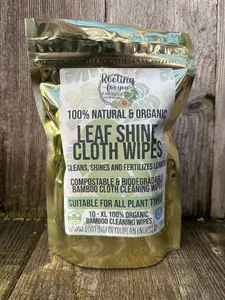 Rooting
for you
100% NATURAL & ORGANIC
LEAF SHINE
CLOTH WIPES
CLEANS, SHINES AND FERTILIZES LEAVES
COMPOSTABLE & BIODEGRADABLE
BAMBOO CLOTH CLEANING WIPES
SUITABLE FOR ALL PLANT TYPES
10 - XL 100% ORGANIC
BAMBOO CLEANING WIPES